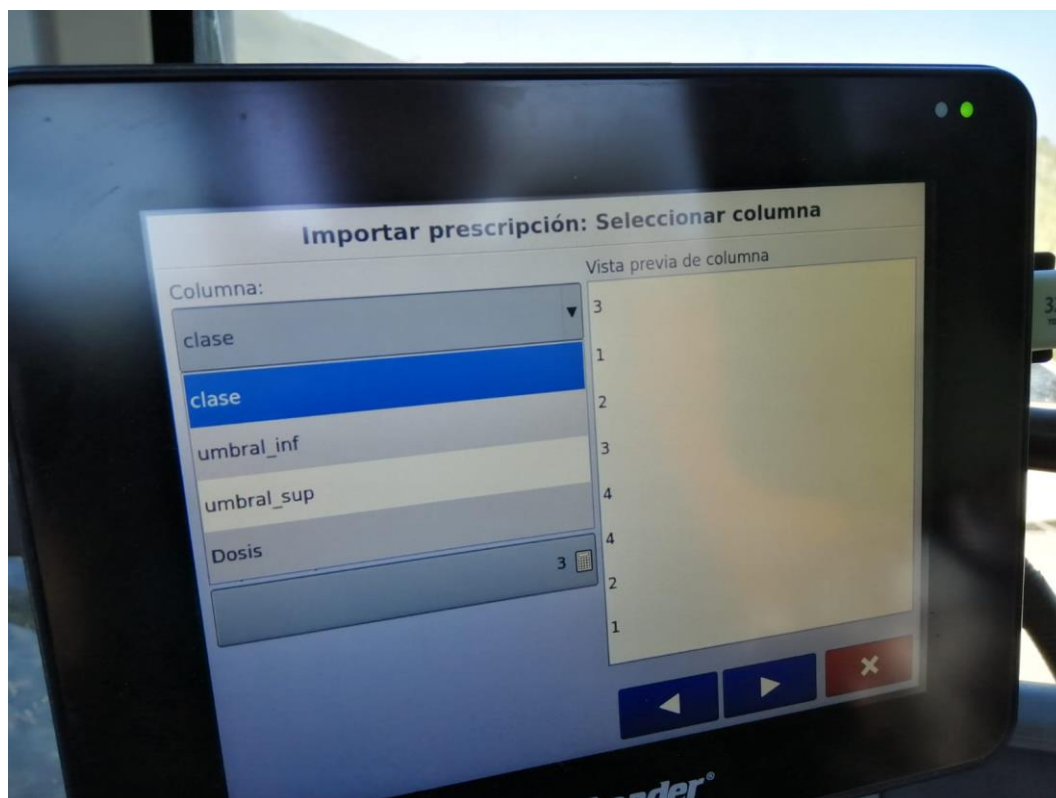 Importar prescripción: Seleccionar columna
Columna:
clase
clase
umbral_inf
umbral_sup
Dosis
3
Vista previa de columna
3
1
2
3
4
4
2
1